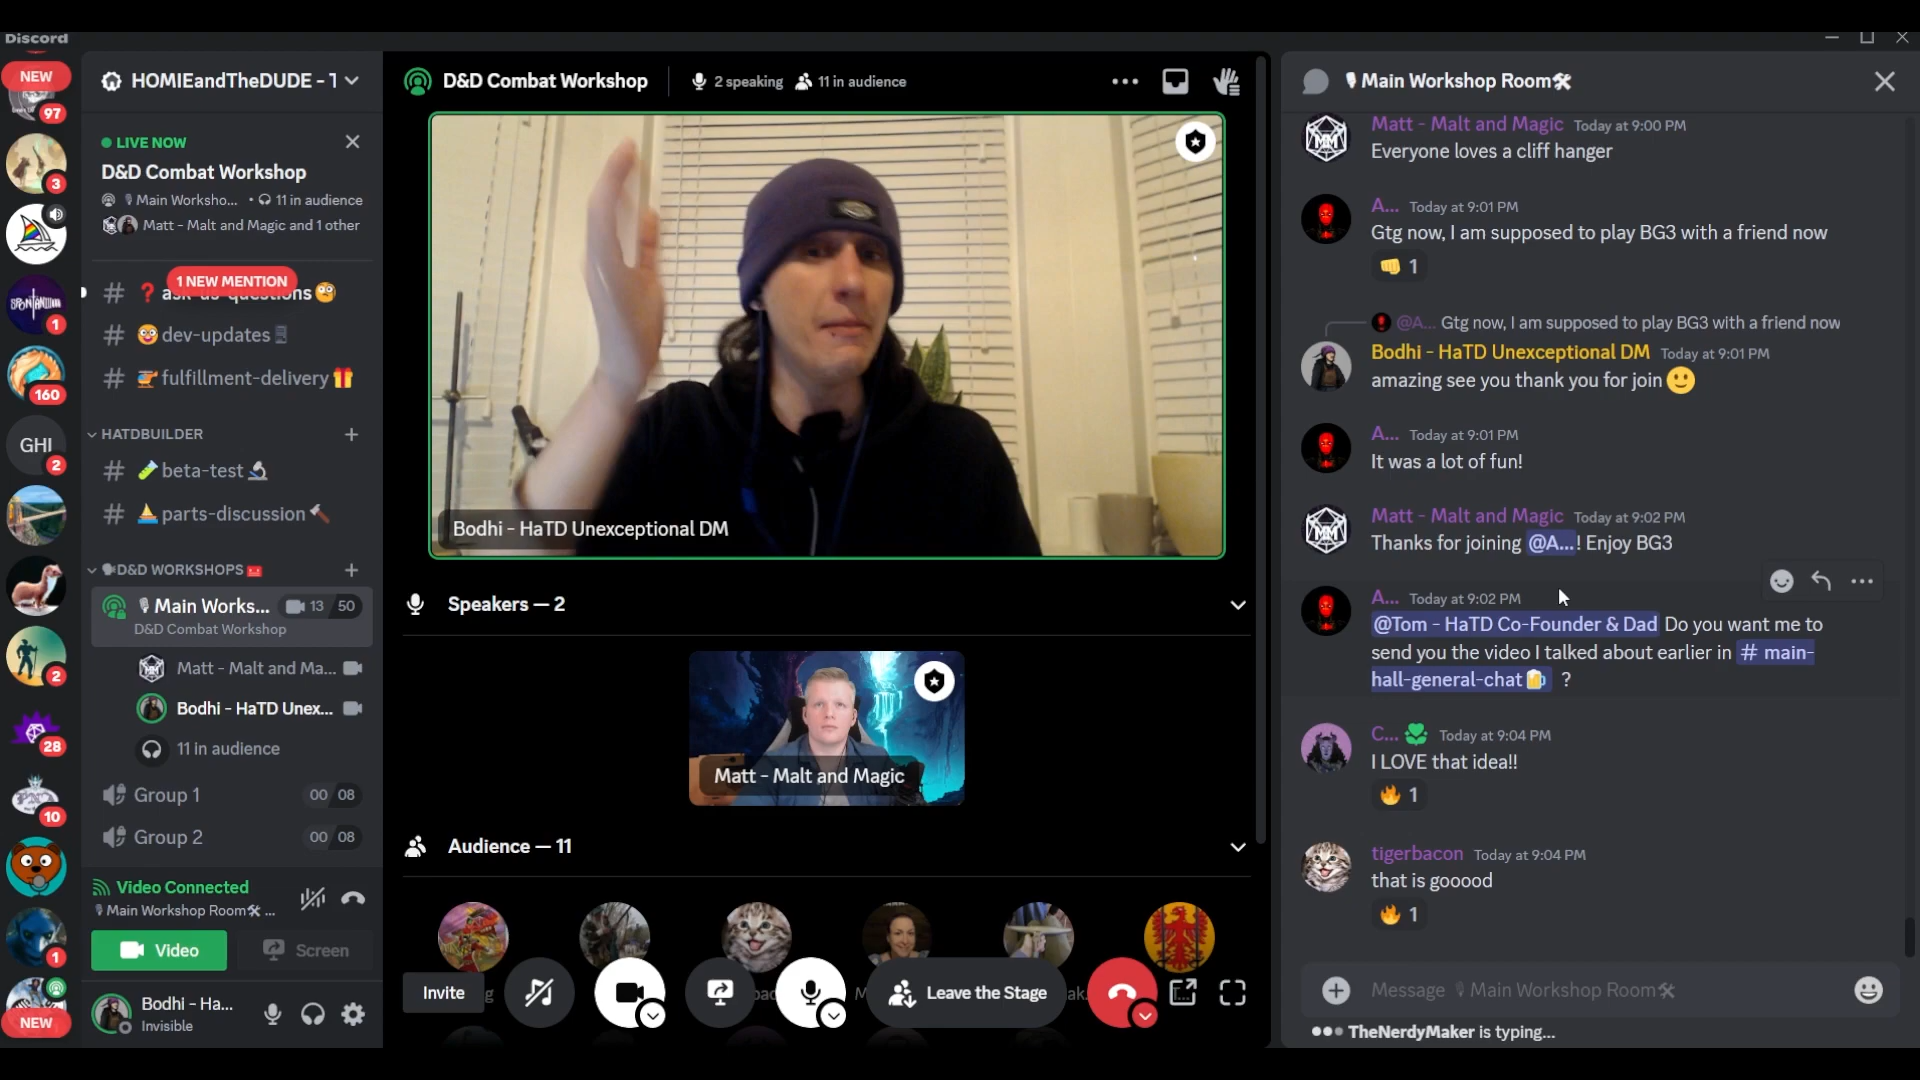 Discord
NEW
97
3
1
160
GHI
2
2
28
10
1
NEW
HOMIEandTheDUDE - T
LIVE NOW
D&D Combat Workshop
Main Worksho... • 11 in audience
Matt - Malt and Magic and 1 other
1 NEW MENTION
dev-updates
fulfillment-delivery
HATDBUILDER
beta-test
parts-discussion
D&D WORKSHOPS
Main Works... 13 50
D&D Combat Workshop
Matt - Malt and Ma...
Bodhi - HaTD Unex...
11 in audience
Group 1 00 08
Group 2 00 08
Video Connected
Main Workshop Room ...
Video
Screen
Bodhi - Ha...
Invisible
D&D Combat Workshop
2 speaking 11 in audience
Bodhi - HaTD Unexceptional DM
Speakers — 2
Matt - Malt and Magic
Audience — 11
Invite
Leave the Stage
Main Workshop Room
Matt - Malt and Magic Today at 9:00 PM
Everyone loves a cliff hanger
A... Today at 9:01 PM
Gtg now, I am supposed to play BG3 with a friend now
1
@A... Gtg now, I am supposed to play BG3 with a friend now
Bodhi - HaTD Unexceptional DM Today at 9:01 PM
amazing see you thank you for join
A... Today at 9:01 PM
It was a lot of fun!
Matt - Malt and Magic Today at 9:02 PM
Thanks for joining @A...! Enjoy BG3
A... Today at 9:02 PM
@Tom - HaTD Co-Founder & Dad Do you want me to
send you the video I talked about earlier in # main-
hall-general-chat ?
C... Today at 9:04 PM
I LOVE that idea!!
1
tigerbacon Today at 9:04 PM
that is gooood
1
Message Main Workshop Room
TheNerdyMaker is typing...